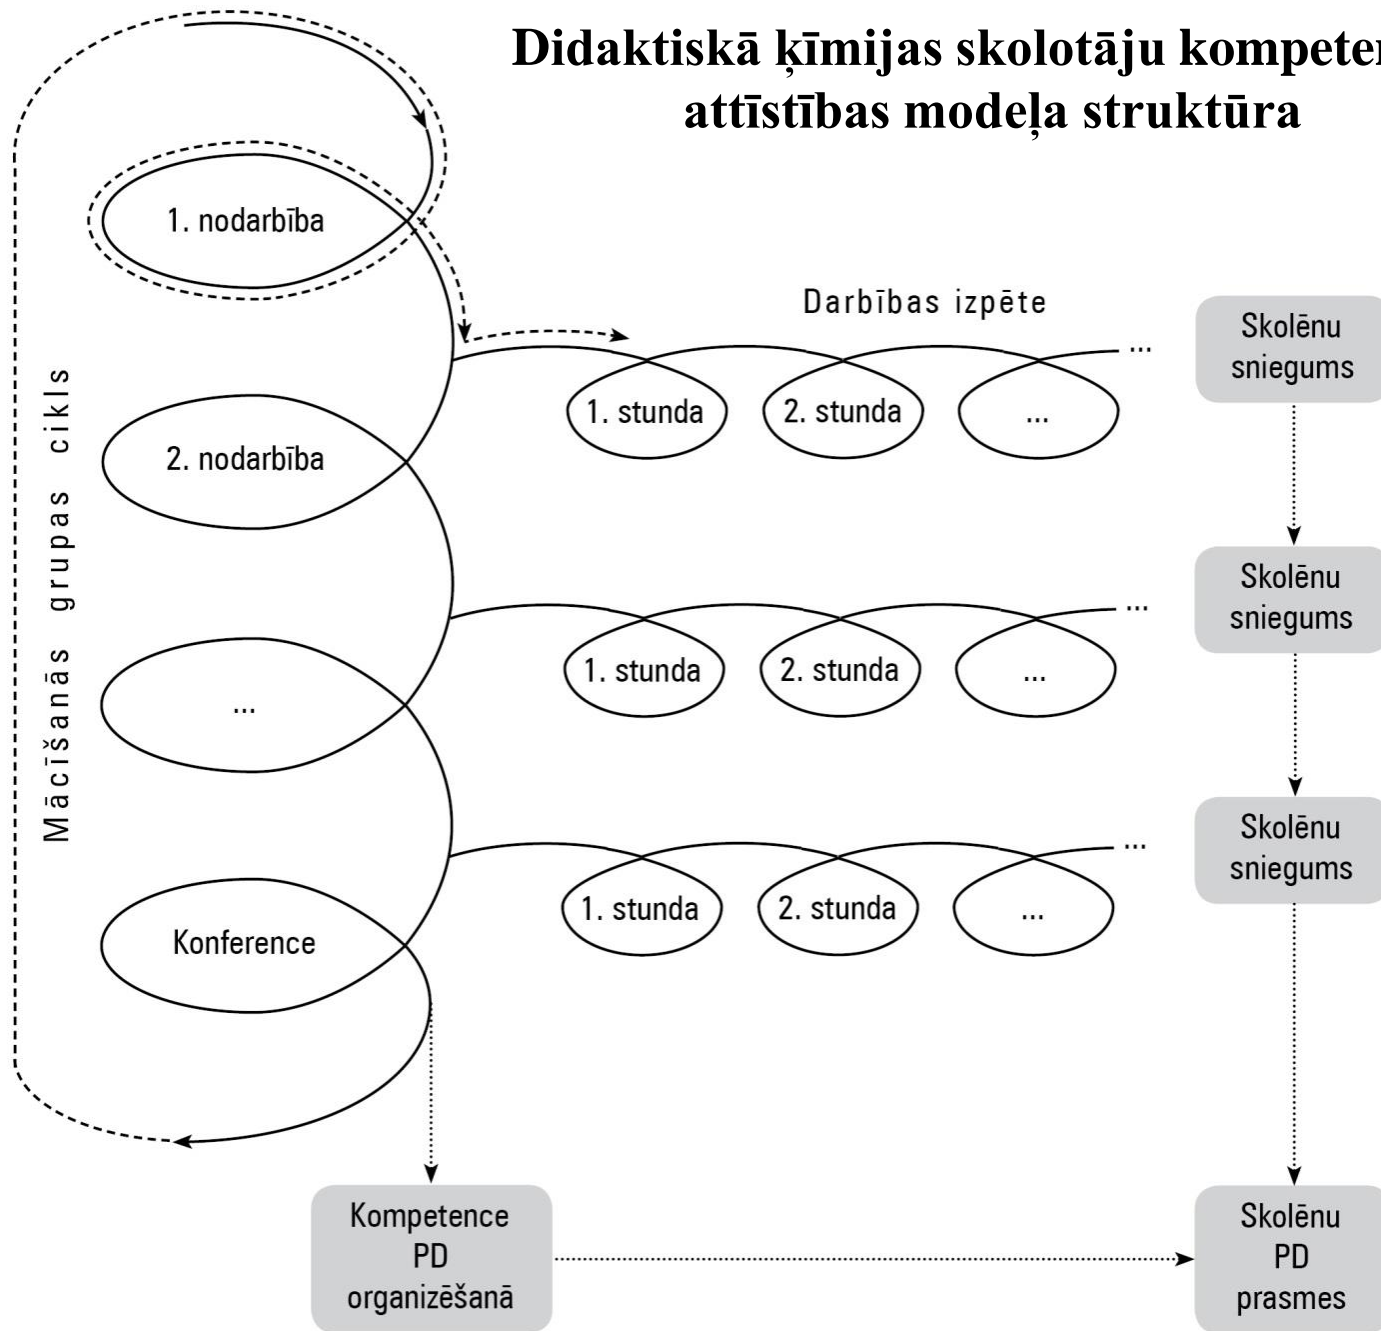 Didaktiskā ķīmijas skolotāju
attīstības modeļa struktūra
1. nodarbība
Darbības izpēte
Skolēnu
sniegums
1. stunda
2. stunda
...
...
Mācīšanās grupas cikls
2. nodarbība
Skolēnu
sniegums
1. stunda
2. stunda
...
...
...
Skolēnu
sniegums
1. stunda
2. stunda
...
...
Konference
Kompetence
PD
organizēšanā
Skolēnu
PD
prasmes